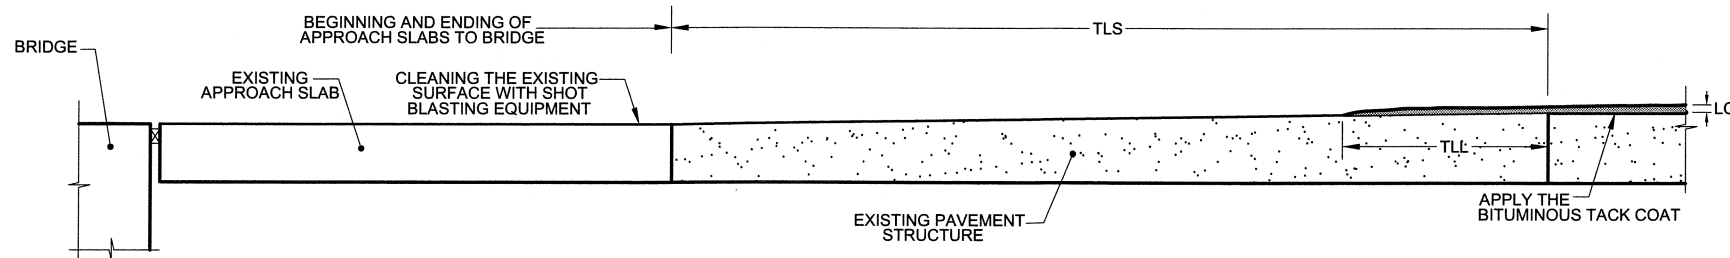 BEGINNING AND ENDING OF
APPROACH SLABS TO BRIDGE
TLS
BRIDGE
EXISTING
APPROACH SLAB
CLEANING THE EXISTING
SURFACE WITH SHOT
BLASTING EQUIPMENT
TLL
EXISTING PAVEMENT
STRUCTURE
APPLY THE
BITUMINOUS TACK COAT